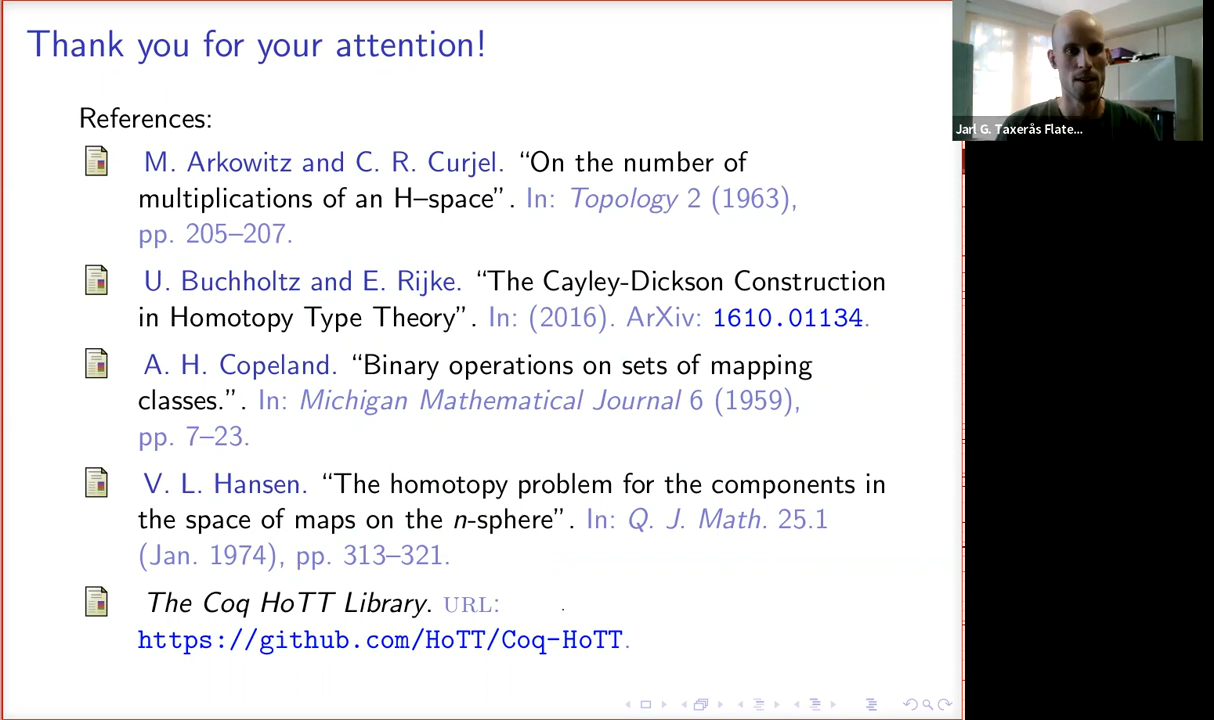 Thank you for your attention!
References:
M. Arkowitz and C. R. Curjel. “On the number of
multiplications of an H–space”. In: Topology 2 (1963),
pp. 205–207.
U. Buchholtz and E. Rijke. “The Cayley-Dickson Construction
in Homotopy Type Theory”. In: (2016). ArXiv: 1610.01134.
A. H. Copeland. “Binary operations on sets of mapping
classes.”. In: Michigan Mathematical Journal 6 (1959),
pp. 7–23.
V. L. Hansen. “The homotopy problem for the components in
the space of maps on the n-sphere”. In: Q. J. Math. 25.1
(Jan. 1974), pp. 313–321.
The Coq HoTT Library. URL:
https://github.com/HoTT/Coq-HoTT.
Jarl G. Taxerås Flate...